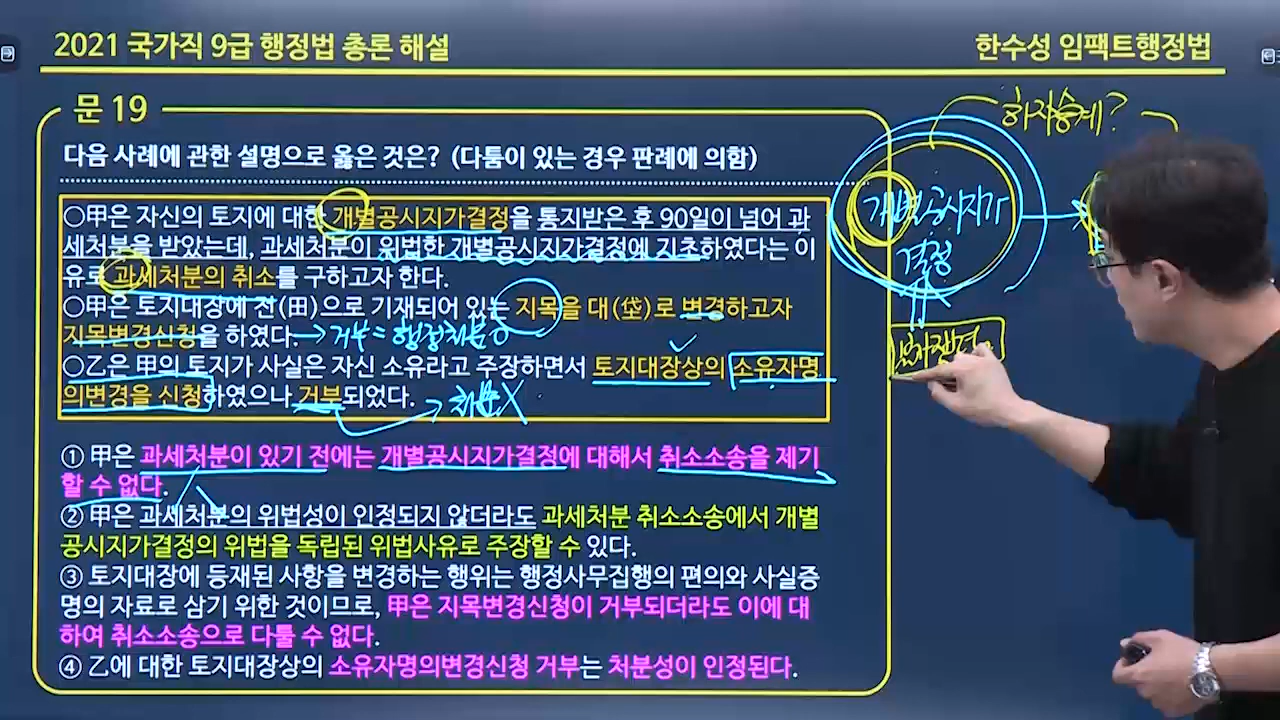 2021 국가직 9급 행정법 총론 해설
한수성 임팩트행정법
문 19
다음 사례에 관한 설명으로 옳은 것은? (다툼이 있는 경우 판례에 의함)
○甲은 자신의 토지에 대한 개별공시지가결정을 통지받은 후 90일이 넘어 과
세처분을 받았는데, 과세처분이 위법한 개별공시지가결정에 기초하였다는 이
유로 과세처분의 취소를 구하고자 한다.
○甲은 토지대장에 전(田)으로 기재되어 있는 지목을 대(垈)로 변경하고자
지목변경신청을 하였다. → 거부 = 행정처분 O
○乙은 甲의 토지가 사실은 자신 소유라고 주장하면서 토지대장상의 소유자명
의변경을 신청하였으나 거부되었다. → 처분X
① 甲은 과세처분이 있기 전에는 개별공시지가결정에 대해서 취소소송을 제기
할 수 없다.
② 甲은 과세처분의 위법성이 인정되지 않더라도 과세처분 취소소송에서 개별
공시지가결정의 위법을 독립된 위법사유로 주장할 수 있다.
③ 토지대장에 등재된 사항을 변경하는 행위는 행정사무집행의 편의와 사실증
명의 자료로 삼기 위한 것이므로, 甲은 지목변경신청이 거부되더라도 이에 대
하여 취소소송으로 다툴 수 없다.
④ 乙에 대한 토지대장상의 소유자명의변경신청 거부는 처분성이 인정된다.
하자승계?
개별공시지가
결정